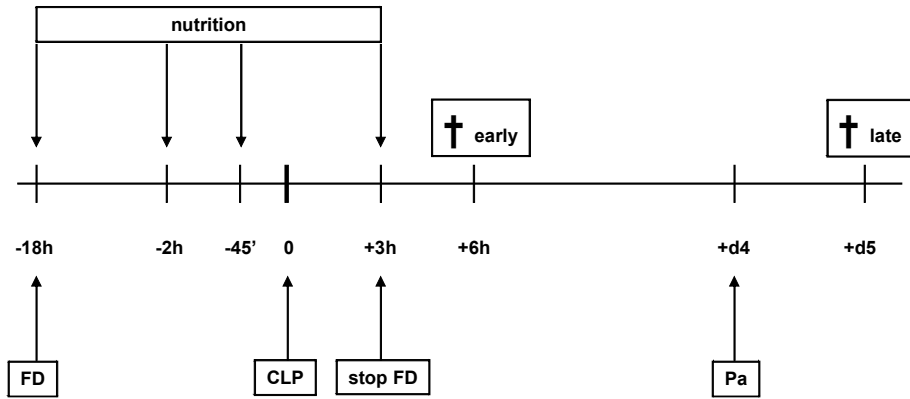 nutrition
† early
† late
-18h -2h -45’ 0 +3h +6h +d4 +d5
FD CLP stop FD Pa